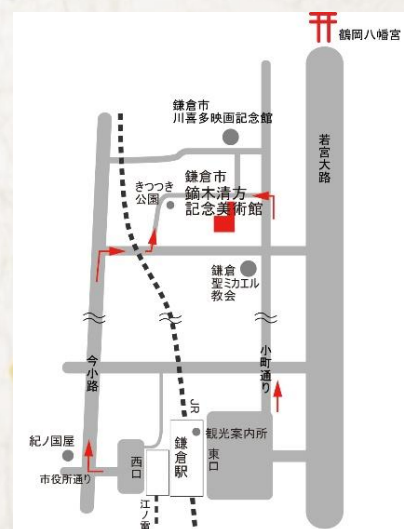 鶴岡八幡宮
鎌倉市
川喜多映画記念館
若宮大路
きつつき
公園
鎌倉市
鏑木清方
記念美術館
鎌倉
聖ミカエル
教会
今小路
小町通り
JR
鎌倉駅
観光案内所
東口
西口
紀ノ国屋
市役所通り
江ノ電